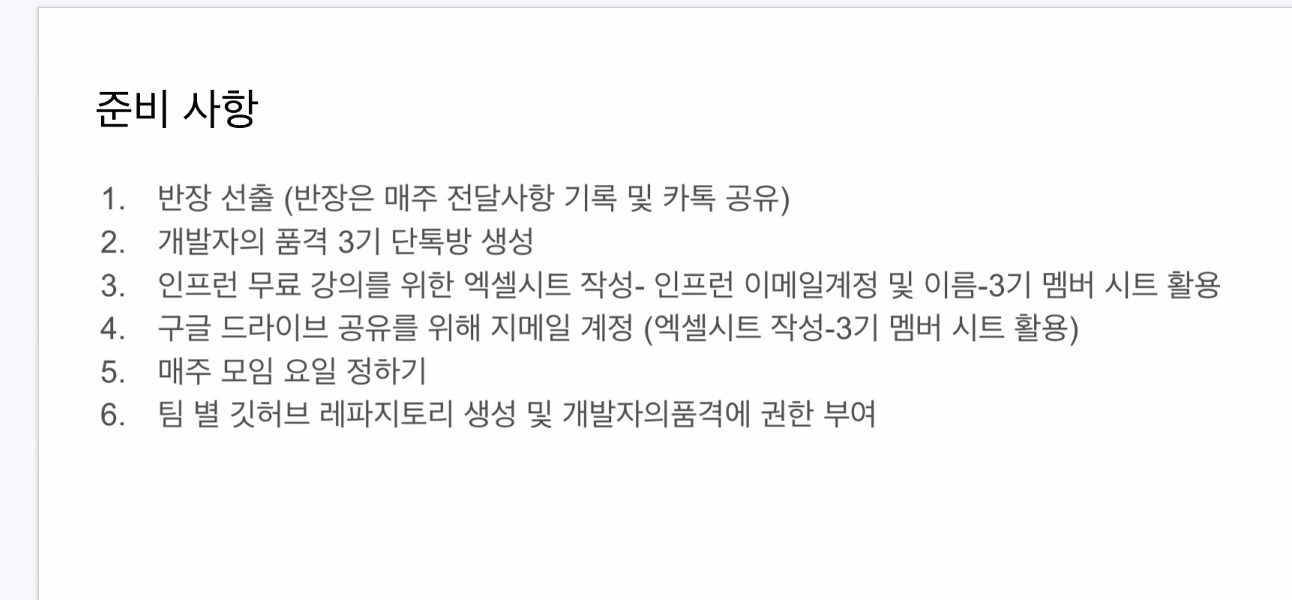 준비 사항
1. 반장 선출 (반장은 매주 전달사항 기록 및 카톡 공유)
2. 개발자의 품격 3기 단톡방 생성
3. 인프런 무료 강의를 위한 엑셀시트 작성- 인프런 이메일계정 및 이름-3기 멤버 시트 활용
4. 구글 드라이브 공유를 위해 지메일 계정 (엑셀시트 작성-3기 멤버 시트 활용)
5. 매주 모임 요일 정하기
6. 팀 별 깃허브 레파지토리 생성 및 개발자의품격에 권한 부여